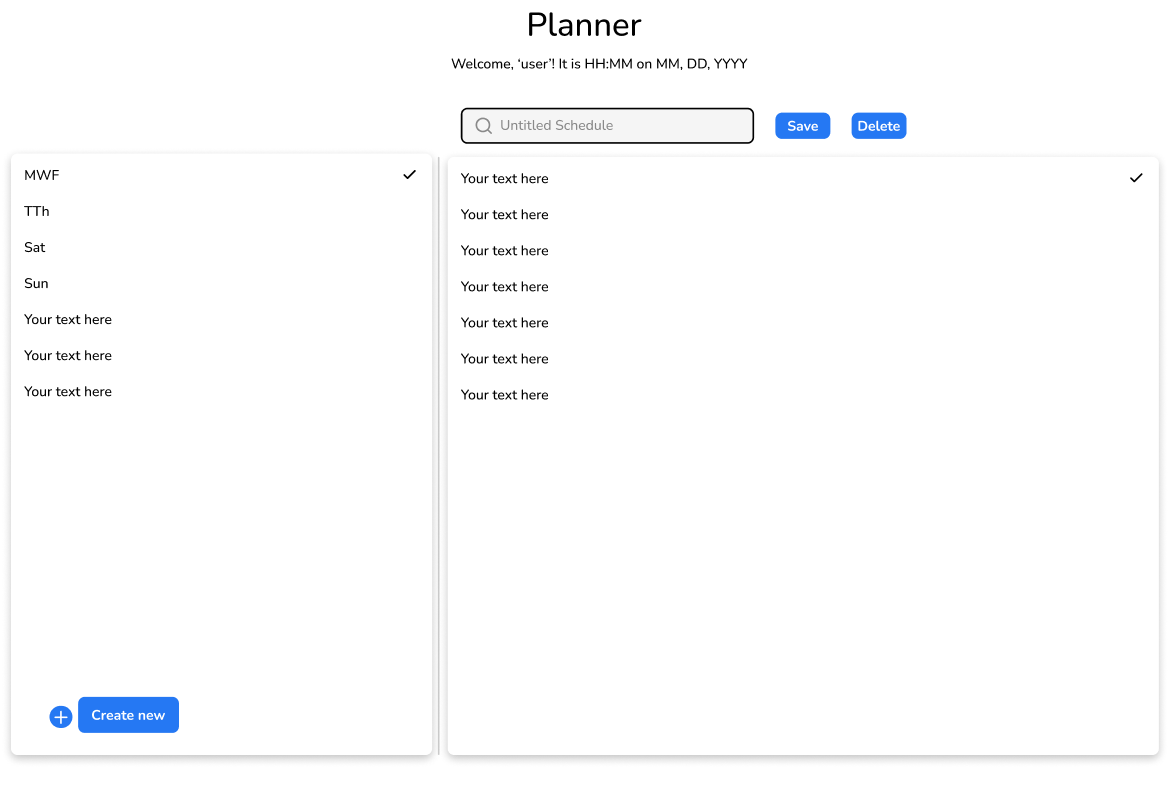 Planner
Welcome, ‘user’! It is HH:MM on MM, DD, YYYY
Untitled Schedule
Save
Delete
MWF
TTh
Sat
Sun
Your text here
Your text here
Your text here
Create new
Your text here
Your text here
Your text here
Your text here
Your text here
Your text here
Your text here